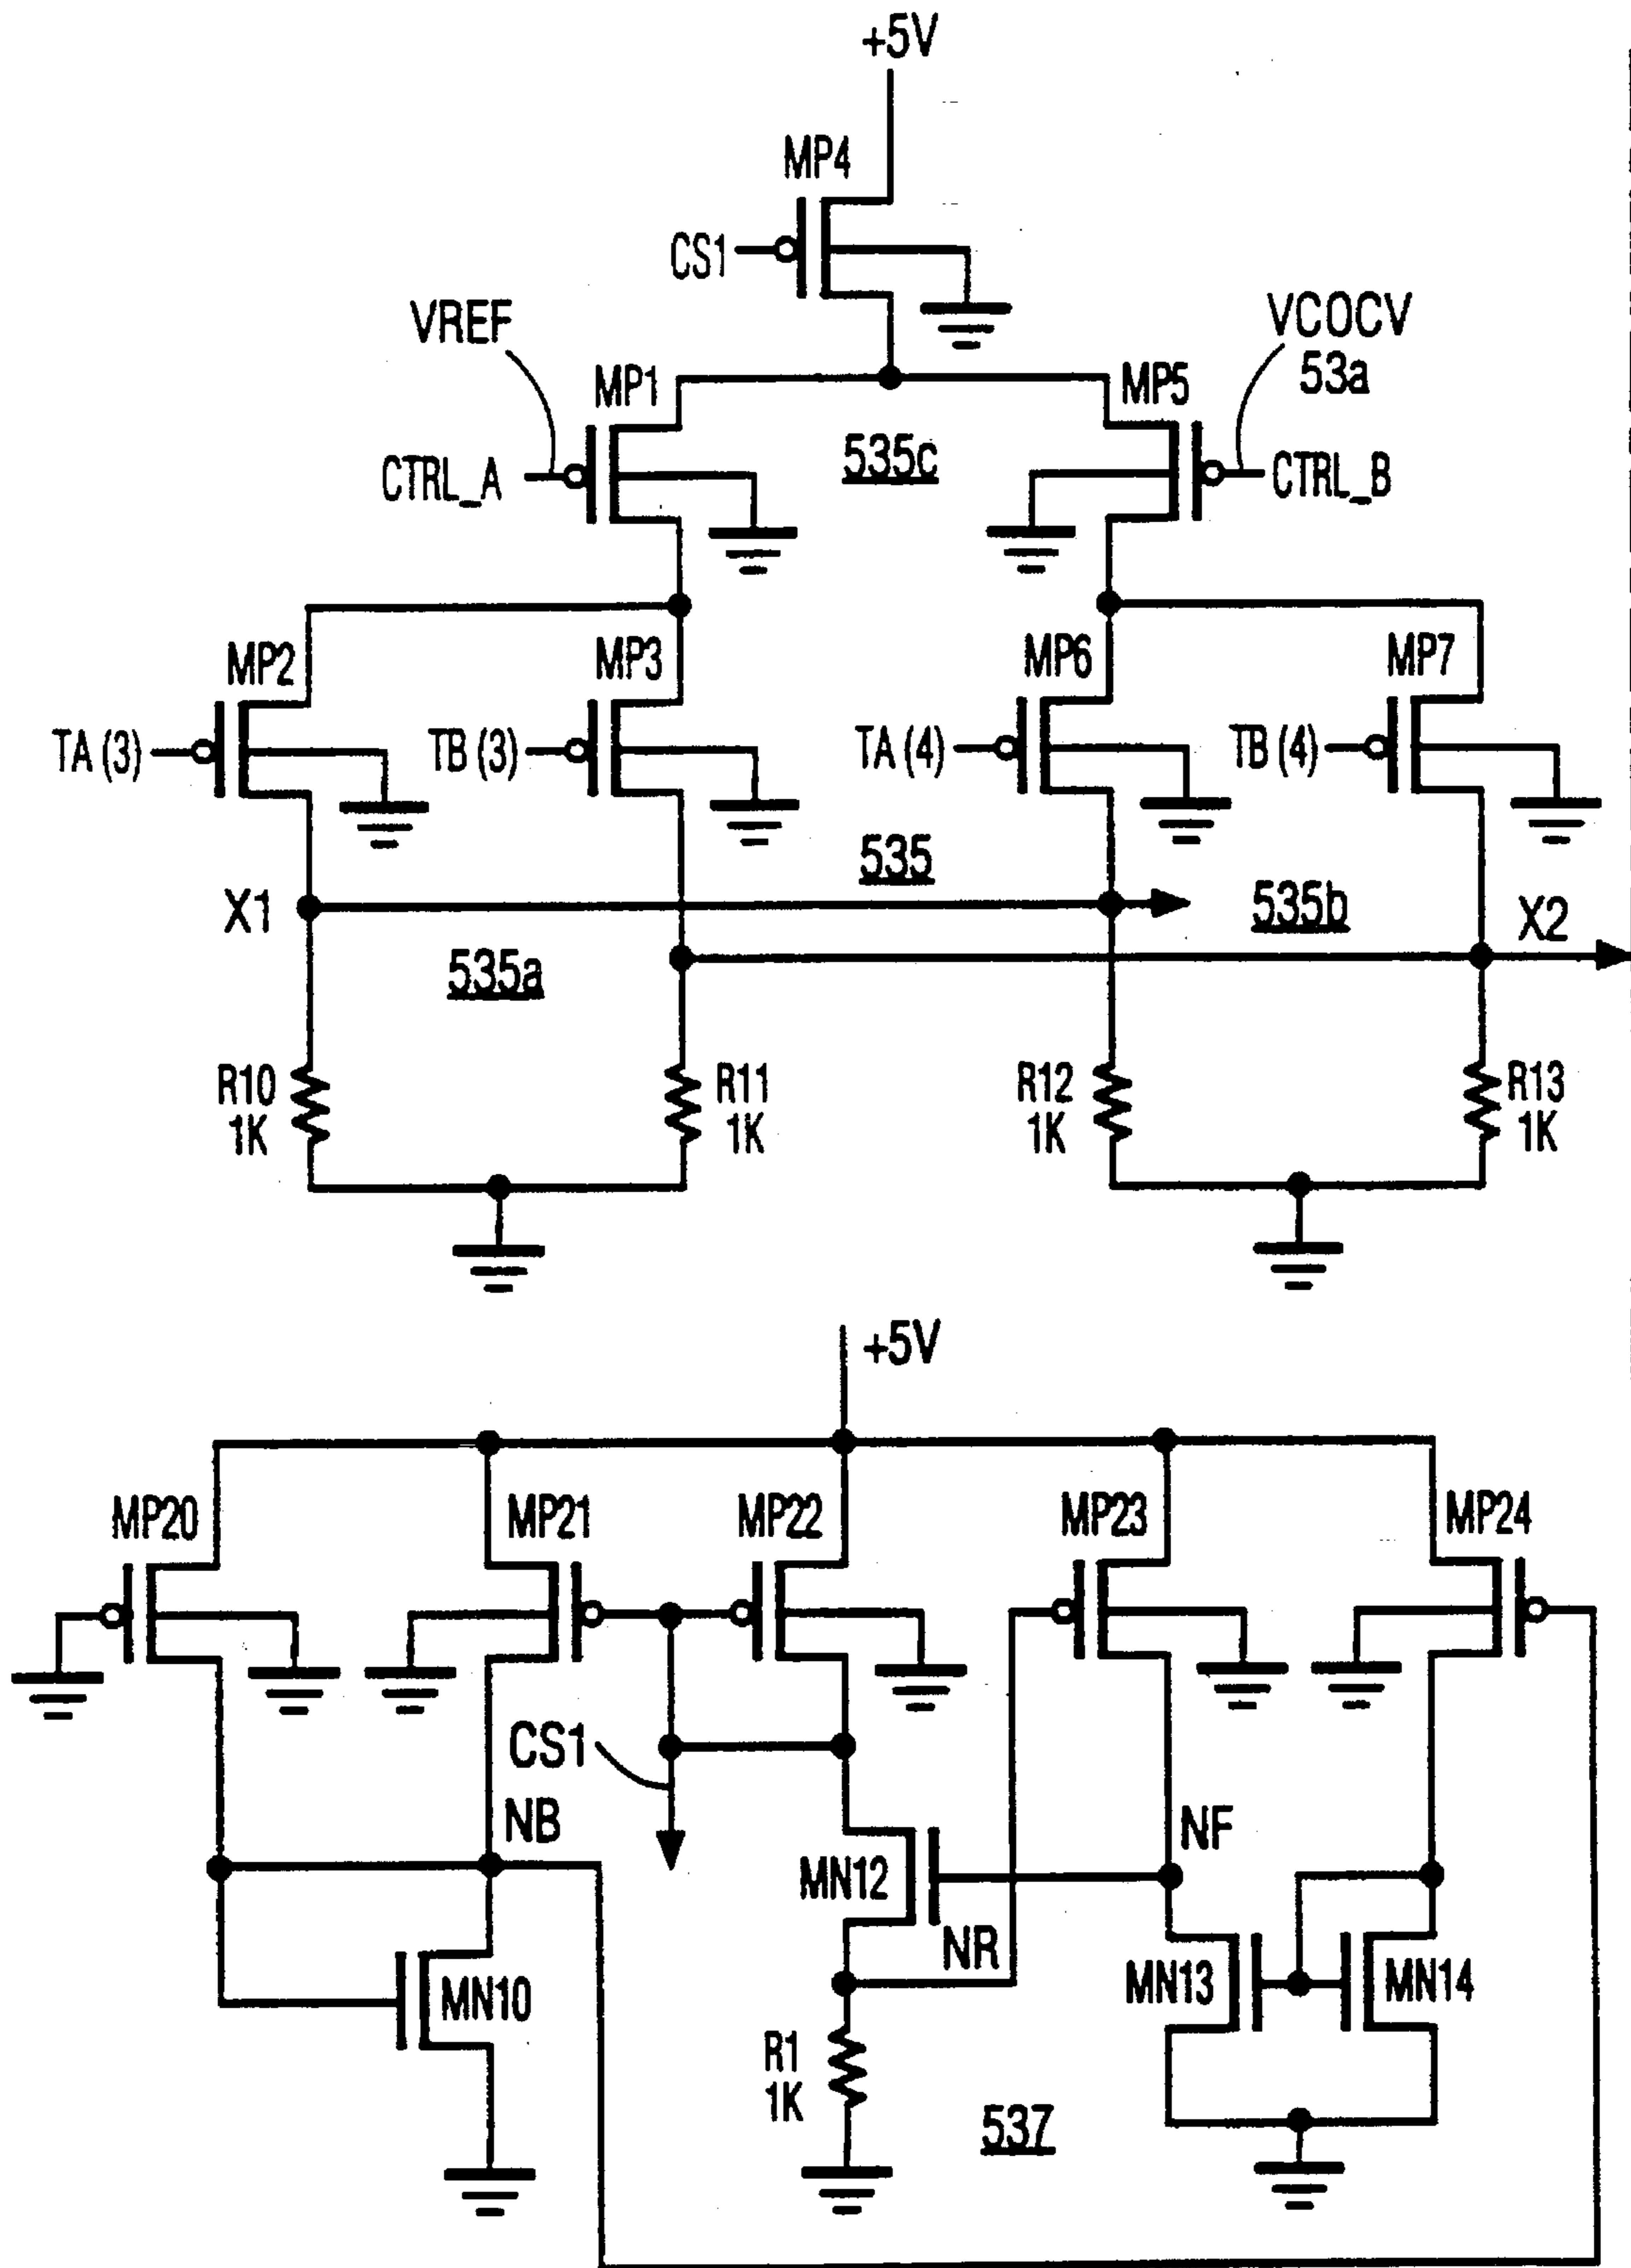 +5V
MP4
CS1
VREF
VCOCV
53a
MP1
MP5
535c
CTRL_A
CTRL_B
MP2
MP3
MP6
MP7
TA (3)
TB (3)
TA (4)
TB (4)
535
X1
535b
X2
535a
R10
1K
R11
1K
R12
1K
R13
1K
+5V
MP20
MP21
MP22
MP23
MP24
CS1
NB
NF
MN12
NR
MN10
MN13
MN14
R1
1K
537